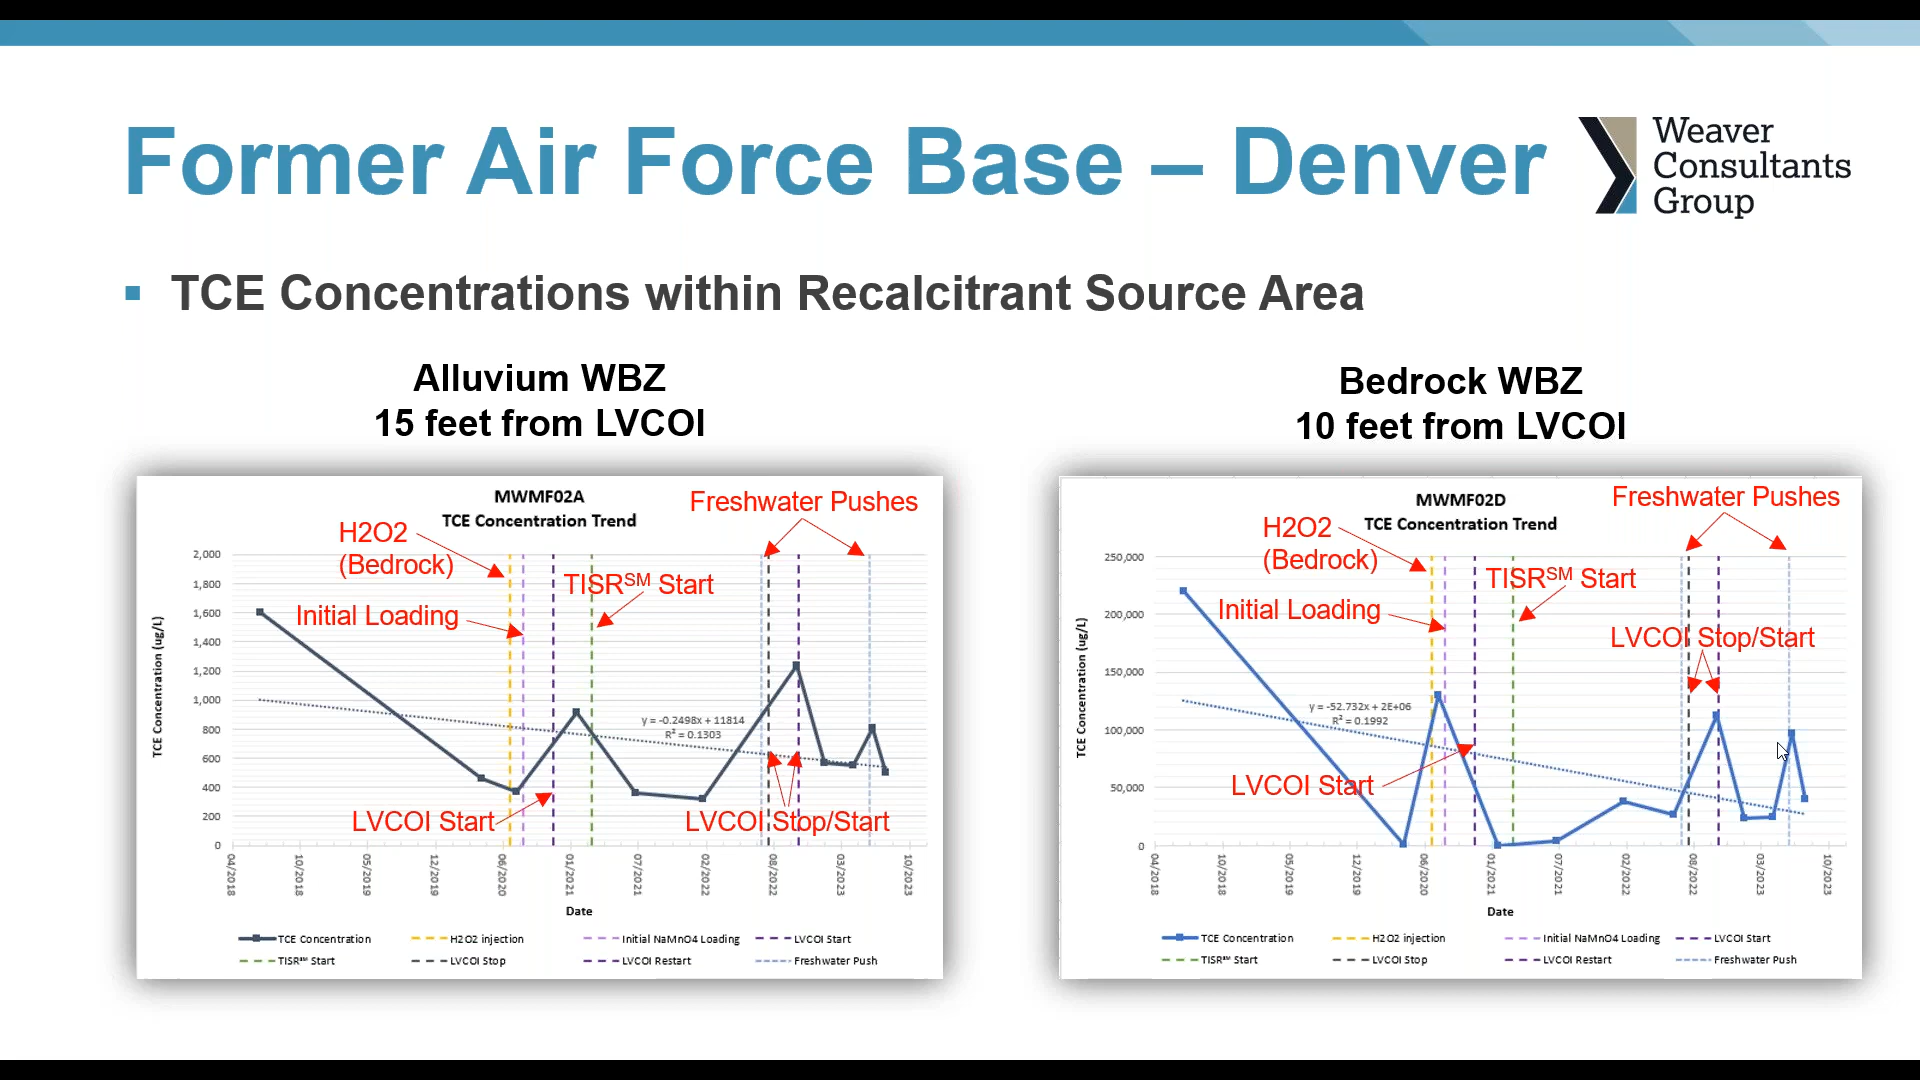 Former Air Force Base – Denver
Weaver
Consultants
Group
▪ TCE Concentrations within Recalcitrant Source Area
Alluvium WBZ
15 feet from LVCOI
MWMF02A
TCE Concentration Trend
Freshwater Pushes
H2O2
(Bedrock)
TISR℠ Start
Initial Loading
LVCOI Start
LVCOI Stop/Start
y = -0.2498x + 11814
R² = 0.1303
TCE Concentration (ug/L)
2,000
1,800
1,600
1,400
1,200
1,000
800
600
400
200
0
04/2018
10/2018
05/2019
12/2019
06/2020
01/2021
07/2021
02/2022
08/2022
03/2023
10/2023
Date
TCE Concentration
H2O2 injection
Initial NaMnO4 Loading
LVCOI Start
TISR℠ Start
LVCOI Stop
LVCOI Restart
Freshwater Push
Bedrock WBZ
10 feet from LVCOI
MWMF02D
TCE Concentration Trend
Freshwater Pushes
H2O2
(Bedrock)
TISR℠ Start
Initial Loading
LVCOI Stop/Start
LVCOI Start
y = -52.732x + 2E+06
R² = 0.1992
TCE Concentration (ug/L)
250,000
200,000
150,000
100,000
50,000
0
04/2018
10/2018
05/2019
12/2019
06/2020
01/2021
07/2021
02/2022
08/2022
03/2023
10/2023
Date
TCE Concentration
H2O2 injection
Initial NaMnO4 Loading
LVCOI Start
TISR℠ Start
LVCOI Stop
LVCOI Restart
Freshwater Push